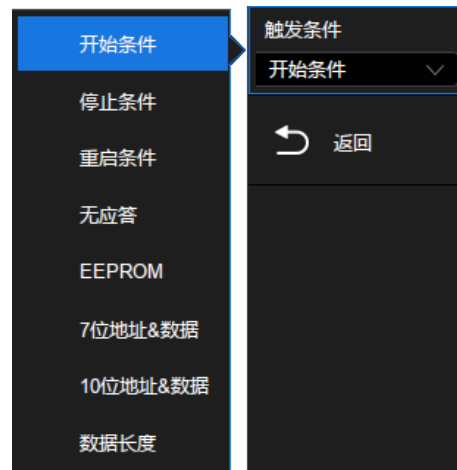 开始条件
停止条件
重启条件
无应答
EEPROM
7位地址&数据
10位地址&数据
数据长度
触发条件
开始条件
返回